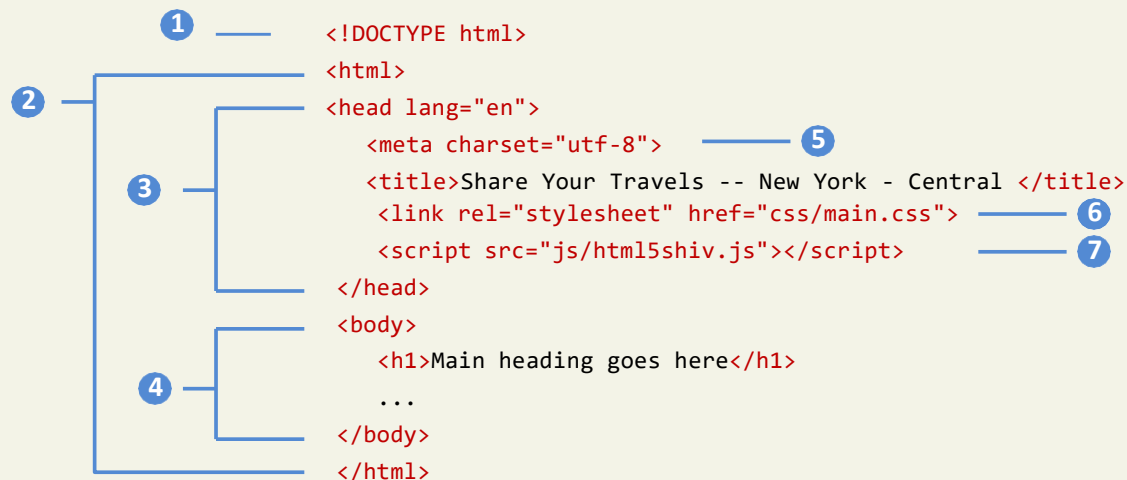 1 <!DOCTYPE html>
<html>
2 <head lang="en">
<meta charset="utf-8"> 5
3 <title>Share Your Travels -- New York - Central </title>
<link rel="stylesheet" href="css/main.css"> 6
<script src="js/html5shiv.js"></script> 7
</head>
<body>
<h1>Main heading goes here</h1>
4 ...
</body>
</html>